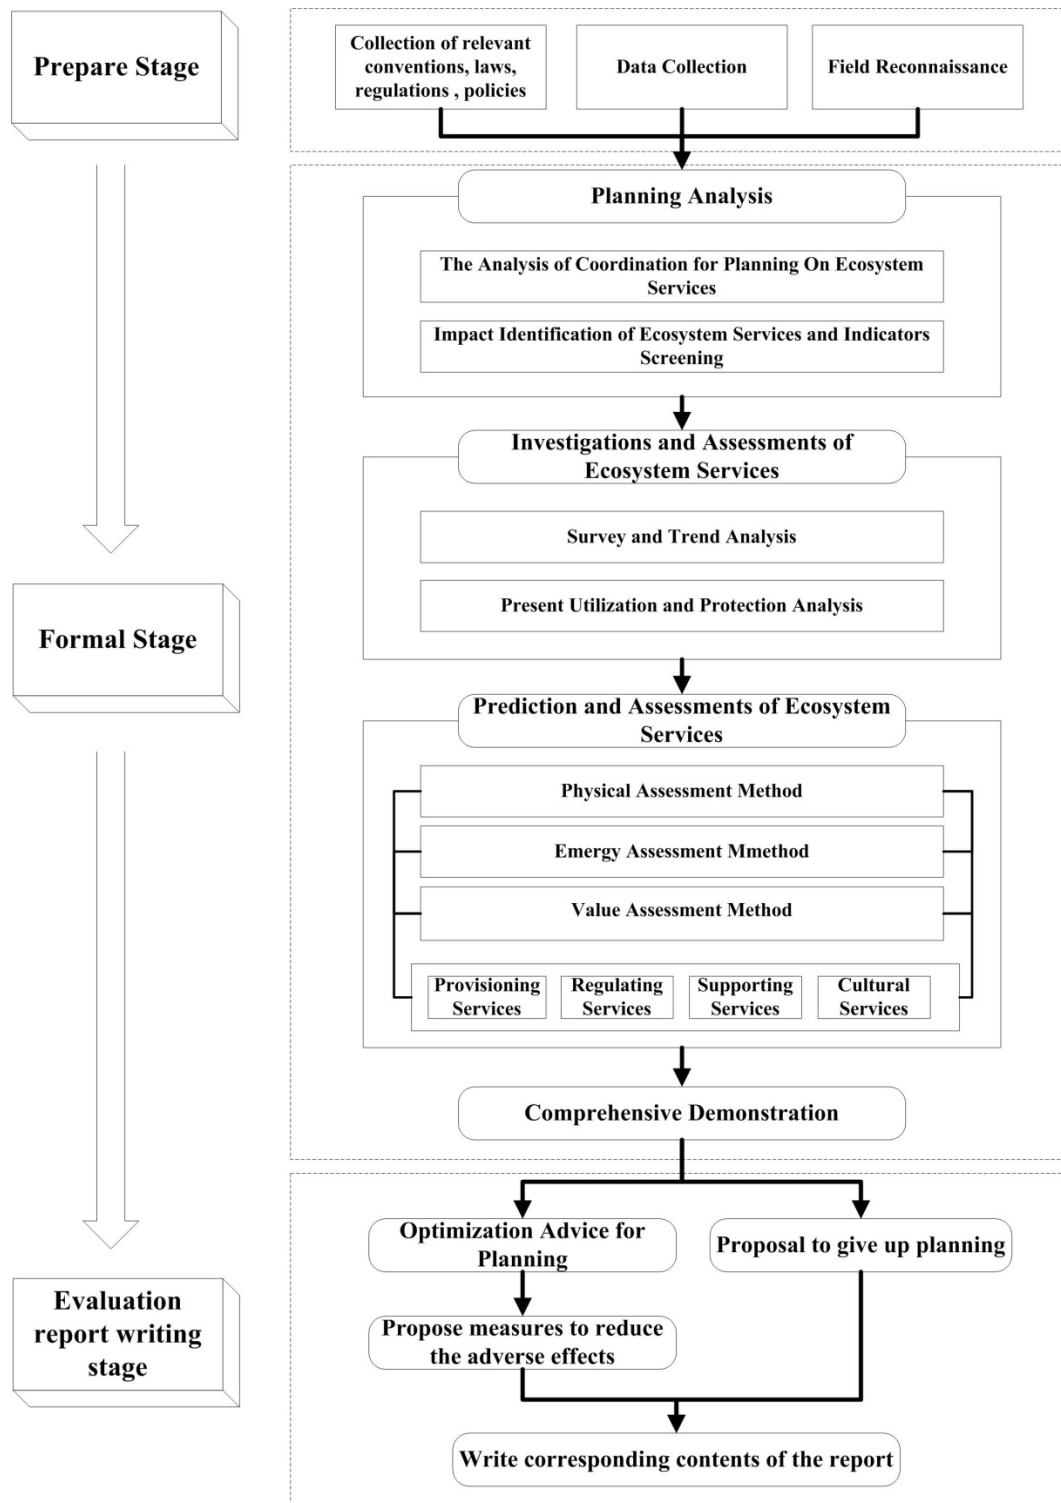 Prepare Stage
Collection of relevant
conventions, laws,
regulations , policies
Data Collection
Field Reconnaissance
Planning Analysis
The Analysis of Coordination for Planning On Ecosystem
Services
Impact Identification of Ecosystem Services and Indicators
Screening
Investigations and Assessments of
Ecosystem Services
Survey and Trend Analysis
Present Utilization and Protection Analysis
Formal Stage
Prediction and Assessments of Ecosystem
Services
Physical Assessment Method
Emergy Assessment Mmethod
Value Assessment Method
Provisioning
Services
Regulating
Services
Supporting
Services
Cultural
Services
Comprehensive Demonstration
Evaluation
report writing
stage
Optimization Advice for
Planning
Proposal to give up planning
Propose measures to reduce
the adverse effects
Write corresponding contents of the report